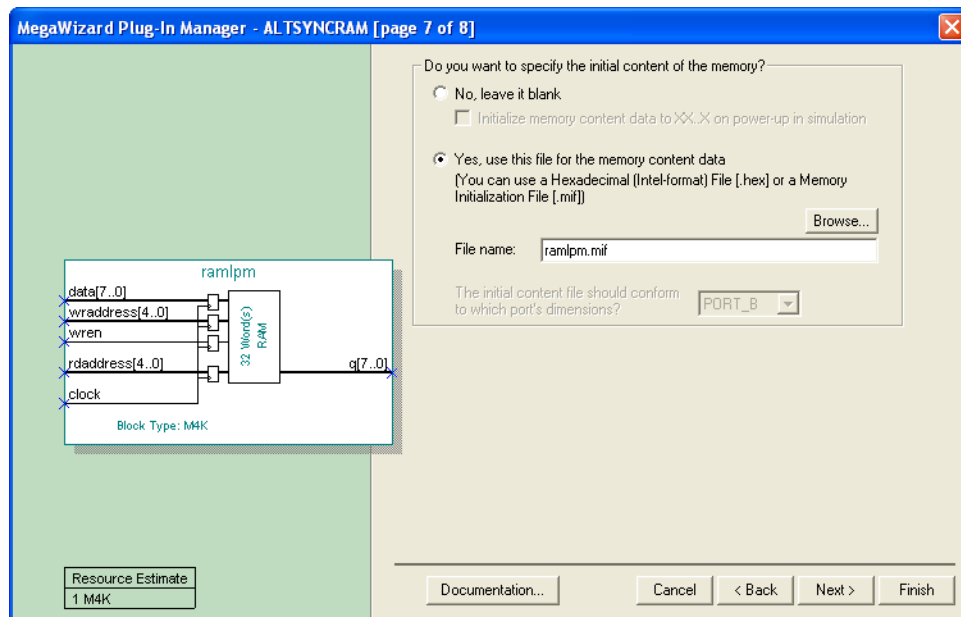 MegaWizard Plug-In Manager - ALTSYNCRAM [page 7 of 8]
Do you want to specify the initial content of the memory?
No, leave it blank
Initialize memory content data to XX..X on power-up in simulation
Yes, use this file for the memory content data
(You can use a Hexadecimal (Intel-format) File [.hex] or a Memory
Initialization File [.mif])
Browse...
File name: ramlpm.mif
The initial content file should conform
to which port's dimensions?
PORT_B
ramlpm
data[7..0]
wraddress[4..0]
wren
rdaddress[4..0]
clock
32 Word(s)
RAM
q[7..0]
Block Type: M4K
Resource Estimate
1 M4K
Documentation...
Cancel
< Back
Next >
Finish